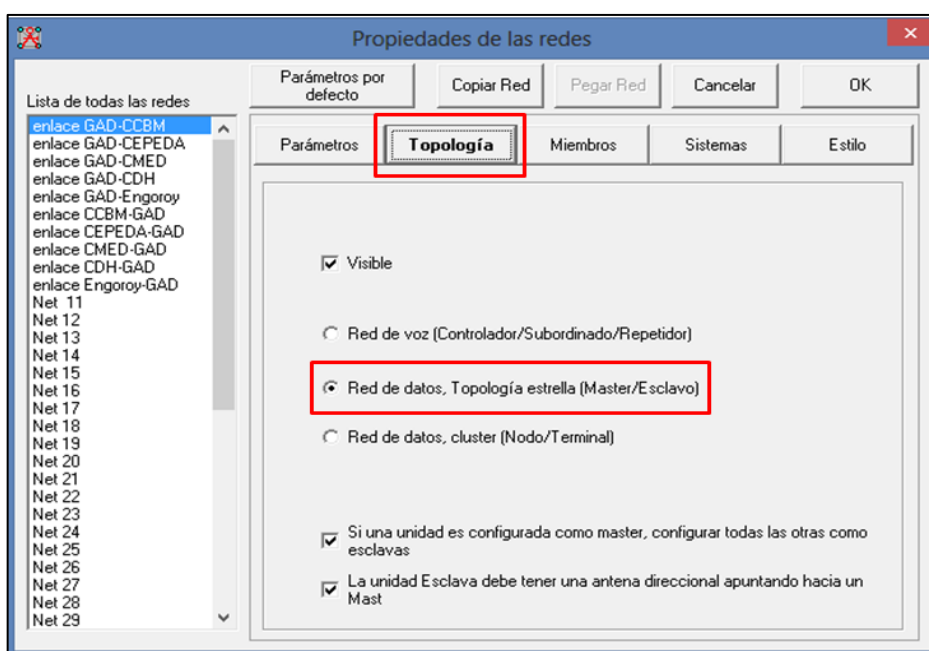 Propiedades de las redes
Lista de todas las redes
enlace GAD-CCBM
enlace GAD-CEPEDA
enlace GAD-CMED
enlace GAD-CDH
enlace GAD-Engoroy
enlace CCBM-GAD
enlace CEPEDA-GAD
enlace CMED-GAD
enlace CDH-GAD
enlace Engoroy-GAD
Net 11
Net 12
Net 13
Net 14
Net 15
Net 16
Net 17
Net 18
Net 19
Net 20
Net 21
Net 22
Net 23
Net 24
Net 25
Net 26
Net 27
Net 28
Net 29
Parámetros por
defecto
Copiar Red
Pegar Red
Cancelar
OK
Parámetros
Topología
Miembros
Sistemas
Estilo
Visible
Red de voz (Controlador/Subordinado/Repetidor)
Red de datos, Topología estrella (Master/Esclavo)
Red de datos, cluster (Nodo/Terminal)
Si una unidad es configurada como master, configurar todas las otras como
esclavas
La unidad Esclava debe tener una antena direccional apuntando hacia un
Mast